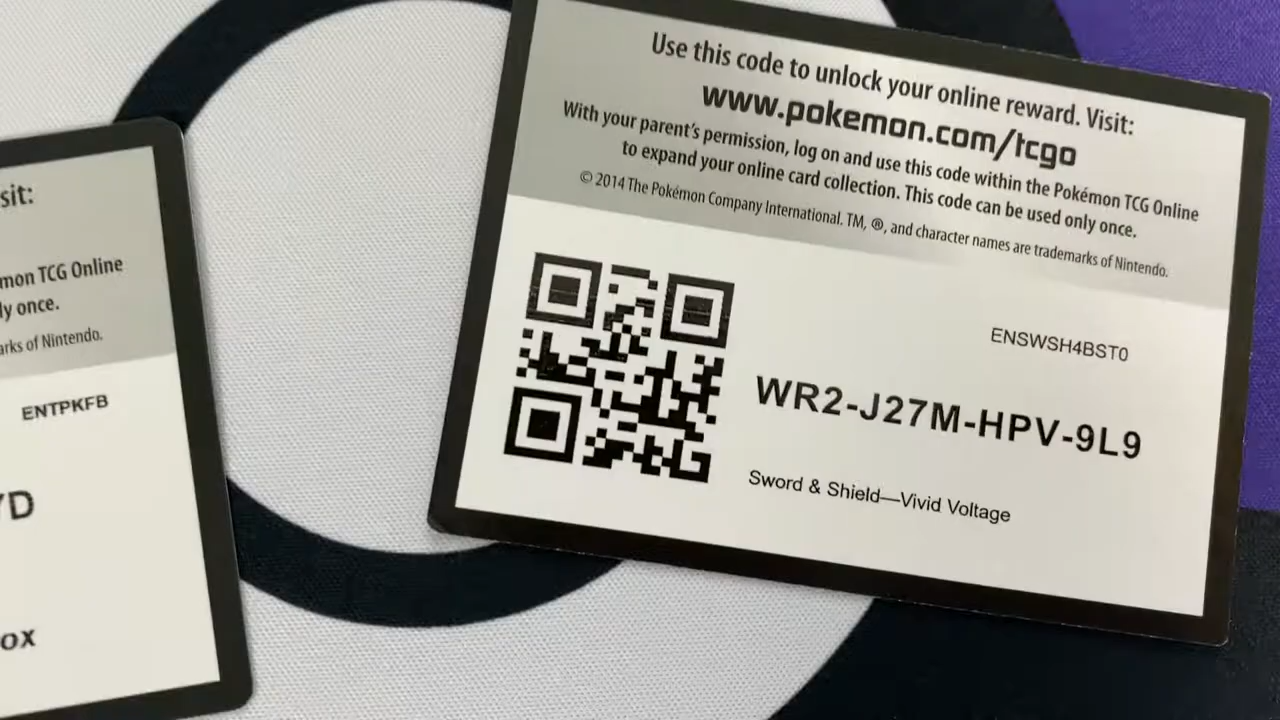 sit:
mon TCG Online
ly once.
arks of Nintendo.
ENTPKFB
YD
ox
Use this code to unlock your online reward. Visit:
www.pokemon.com/tcgo
With your parent's permission, log on and use this code within the Pokémon TCG Online
to expand your online card collection. This code can be used only once.
© 2014 The Pokémon Company International. TM, ®, and character names are trademarks of Nintendo.
ENSWSH4BST0
WR2-J27M-HPV-9L9
Sword & Shield—Vivid Voltage